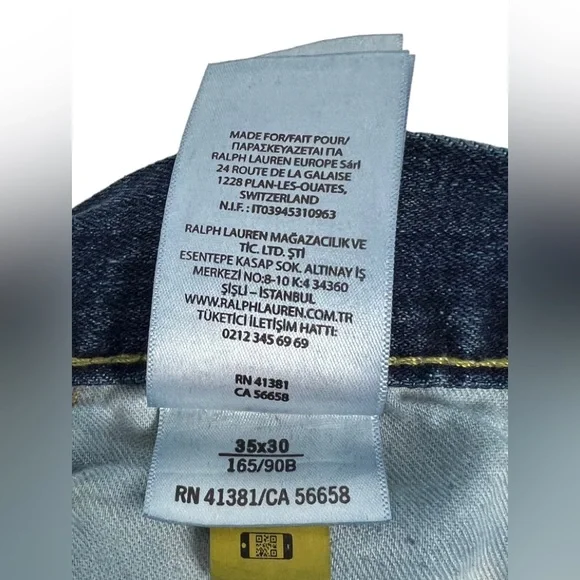 MADE FOR/FAIT POUR/
ΠΑΡΑΣΚΕΥΑΖΕΤΑΙ ΓΙΑ
RALPH LAUREN EUROPE Sárl
24 ROUTE DE LA GALAISE
1228 PLAN-LES-OUATES,
SWITZERLAND
N.I.F. : IT03945310963
RALPH LAUREN MAĞAZACILIK VE
TİC. LTD. ŞTİ
ESENTEPE KASAP SOK. ALTINAY İŞ
MERKEZİ NO:8-10 K:4 34360
ŞİŞLİ – İSTANBUL
WWW.RALPHLAUREN.COM.TR
TÜKETİCİ İLETİŞİM HATTI:
0212 345 69 69
RN 41381
CA 56658
35x30
165/90B
RN 41381/CA 56658